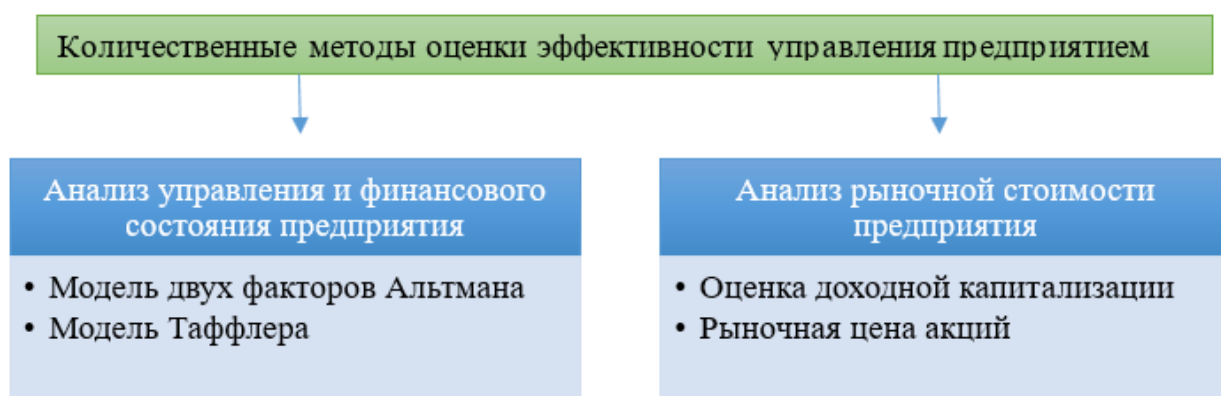 Количественные методы оценки эффективности управления предприятием
Анализ управления и финансового
состояния предприятия
• Модель двух факторов Альтмана
• Модель Таффлера
Анализ рыночной стоимости
предприятия
• Оценка доходной капитализации
• Рыночная цена акций